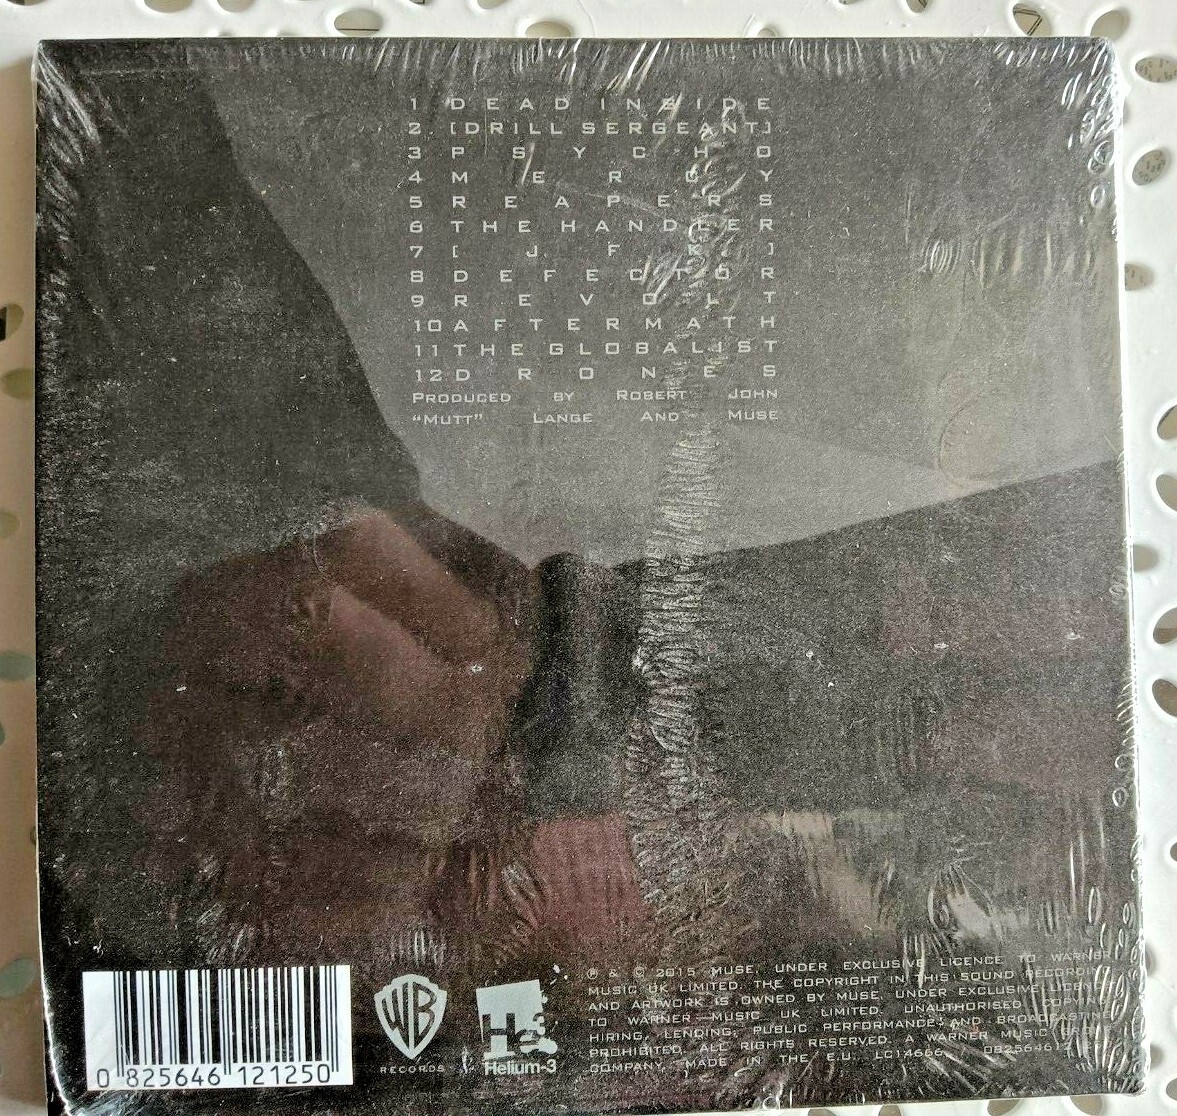 1 DEAD INSIDE
2 [DRILL SERGEANT]
3 PSYCHO
4 MERCY
5 REAPERS
6 THE HANDLER
7 [JFK]
8 DEFECTOR
9 REVOLT
10 AFTERMATH
11 THE GLOBALIST
12 DRONES
PRODUCED BY ROBERT JOHN
“MUTT” LANGE AND MUSE
℗ & © 2015 MUSE, UNDER EXCLUSIVE LICENCE TO WARNER
MUSIC UK LIMITED. THE COPYRIGHT IN THIS SOUND RECORDING
AND ARTWORK IS OWNED BY MUSE, UNDER EXCLUSIVE LICENCE
TO WARNER MUSIC UK LIMITED. UNAUTHORISED COPYING,
HIRING, LENDING, PUBLIC PERFORMANCE AND BROADCASTING
PROHIBITED. ALL RIGHTS RESERVED. A WARNER MUSIC GROUP
COMPANY. MADE IN THE E.U. LC14666
WB
RECORDS
He3
Helium-3
0 825646 121250